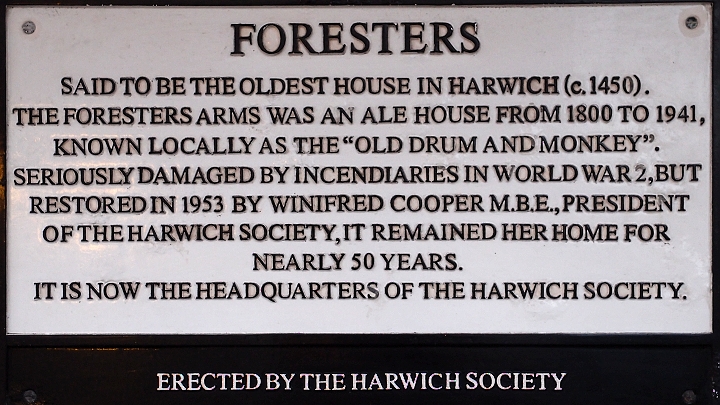 FORESTERS
SAID TO BE THE OLDEST HOUSE IN HARWICH (c.1450).
THE FORESTERS ARMS WAS AN ALE HOUSE FROM 1800 TO 1941,
KNOWN LOCALLY AS THE “OLD DRUM AND MONKEY”.
SERIOUSLY DAMAGED BY INCENDIARIES IN WORLD WAR 2, BUT
RESTORED IN 1953 BY WINIFRED COOPER M.B.E., PRESIDENT
OF THE HARWICH SOCIETY, IT REMAINED HER HOME FOR
NEARLY 50 YEARS.
IT IS NOW THE HEADQUARTERS OF THE HARWICH SOCIETY.
ERECTED BY THE HARWICH SOCIETY